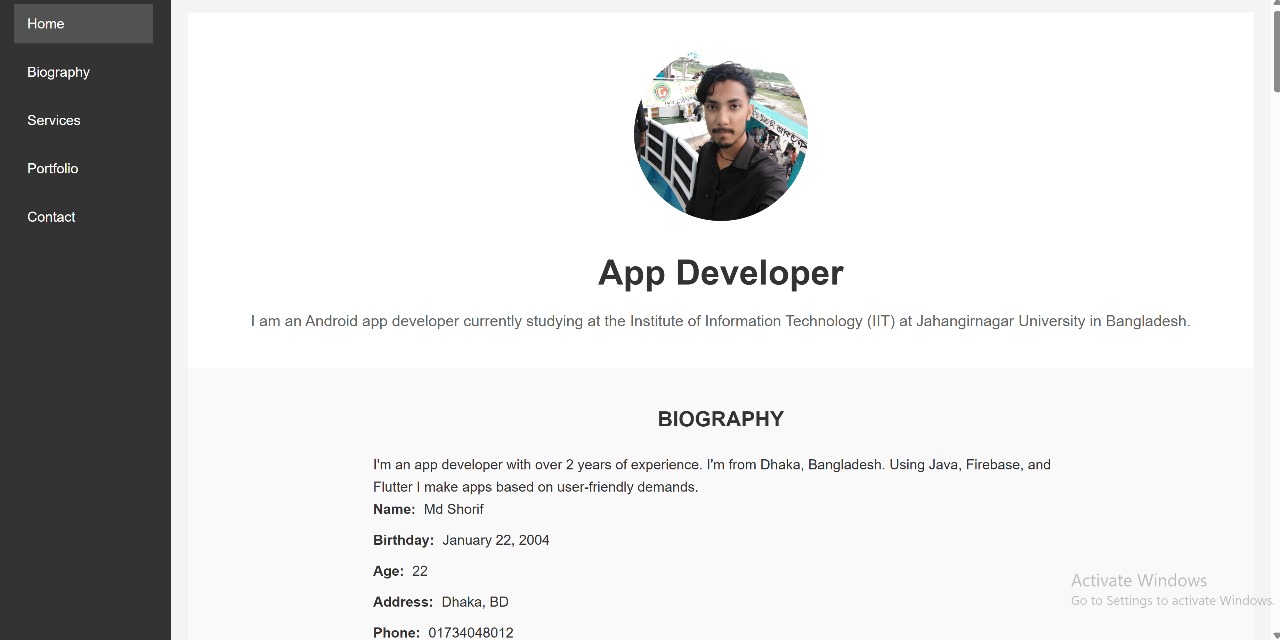 Home
Biography
Services
Portfolio
Contact
App Developer
I am an Android app developer currently studying at the Institute of Information Technology (IIT) at Jahangirnagar University in Bangladesh.
BIOGRAPHY
I'm an app developer with over 2 years of experience. I'm from Dhaka, Bangladesh. Using Java, Firebase, and
Flutter I make apps based on user-friendly demands.
Name: Md Shorif
Birthday: January 22, 2004
Age: 22
Address: Dhaka, BD
Phone: 01734048012
Activate Windows
Go to Settings to activate Windows.